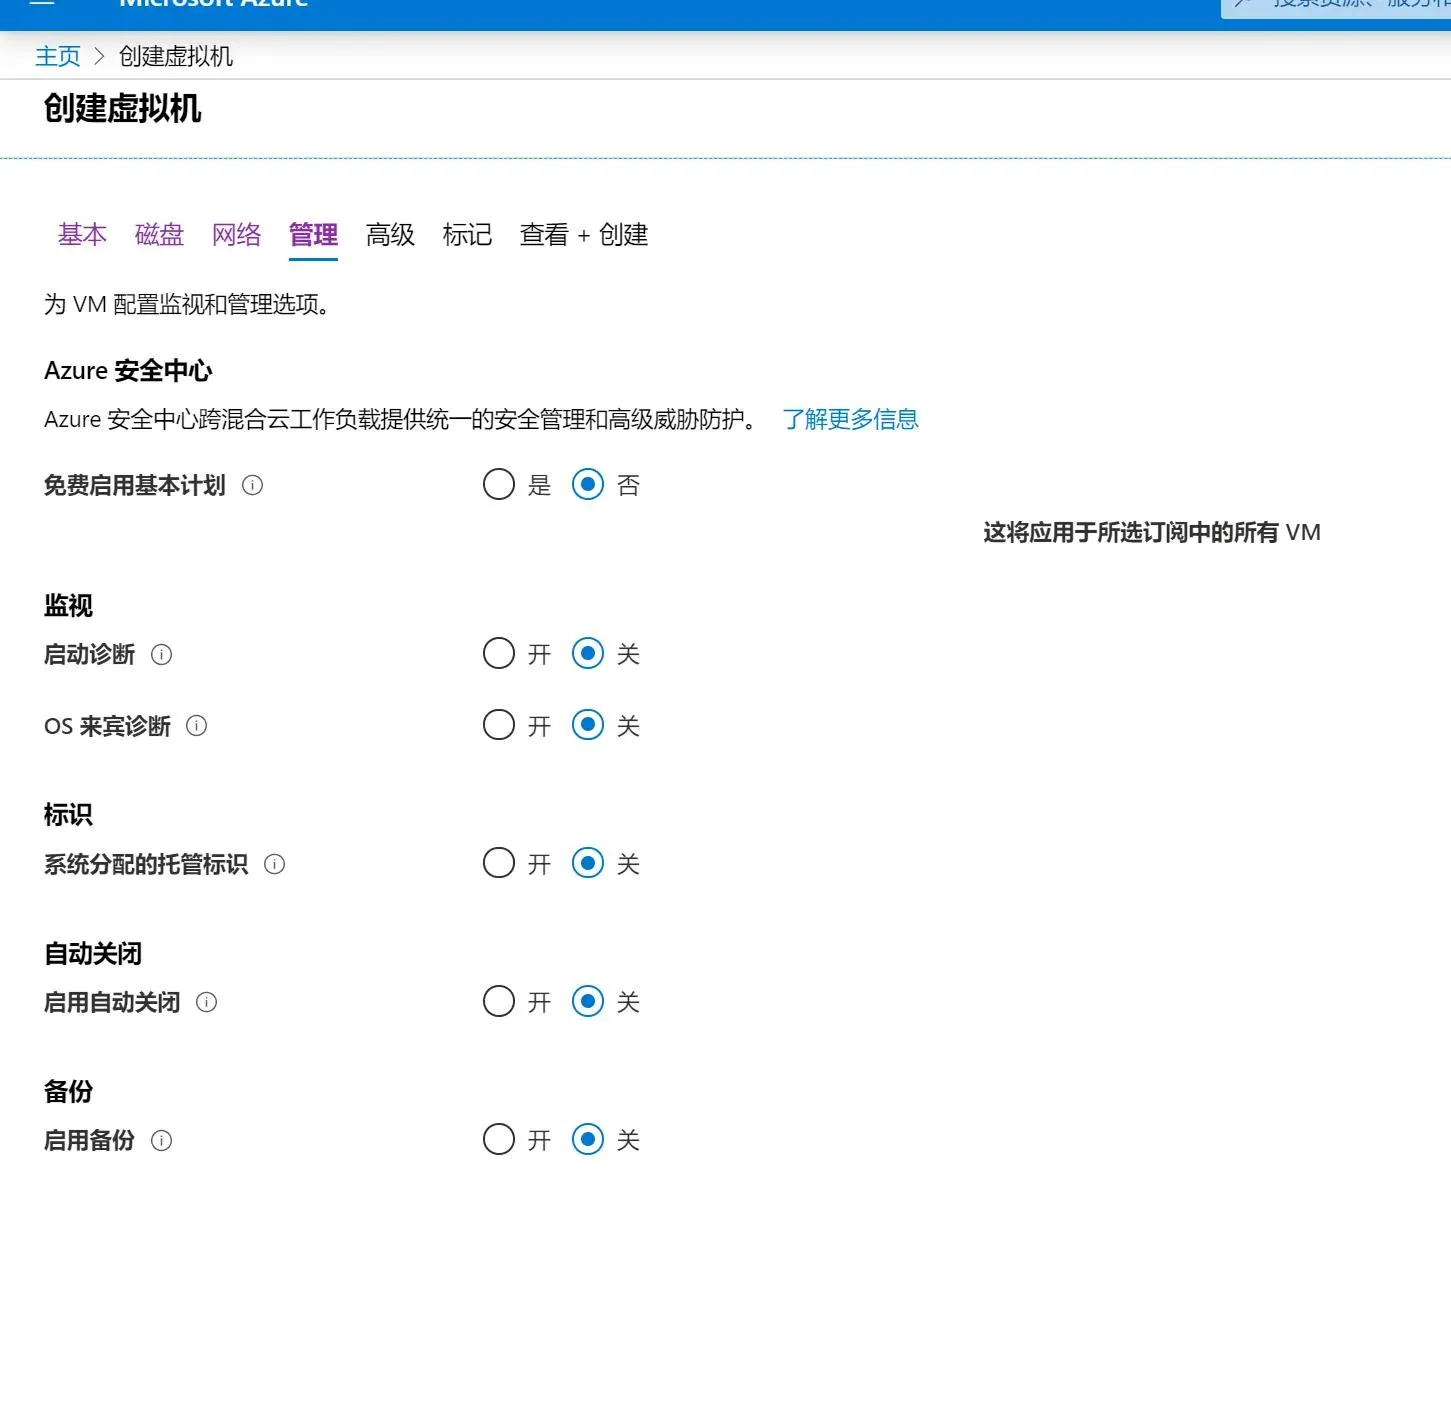 Microsoft Azure
搜索资源、服务和
主页 > 创建虚拟机
创建虚拟机
基本 磁盘 网络 管理 高级 标记 查看 + 创建
为 VM 配置监视和管理选项。
Azure 安全中心
Azure 安全中心跨混合云工作负载提供统一的安全管理和高级威胁防护。 了解更多信息
免费启用基本计划 是 否
这将应用于所选订阅中的所有 VM
监视
启动诊断 开 关
OS 来宾诊断 开 关
标识
系统分配的托管标识 开 关
自动关闭
启用自动关闭 开 关
备份
启用备份 开 关